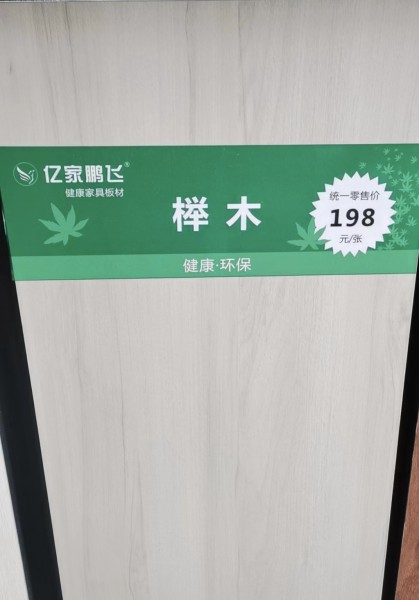 亿家鹏飞®
健康家具板材
榉木
统一零售价
198
元/张
健康·环保